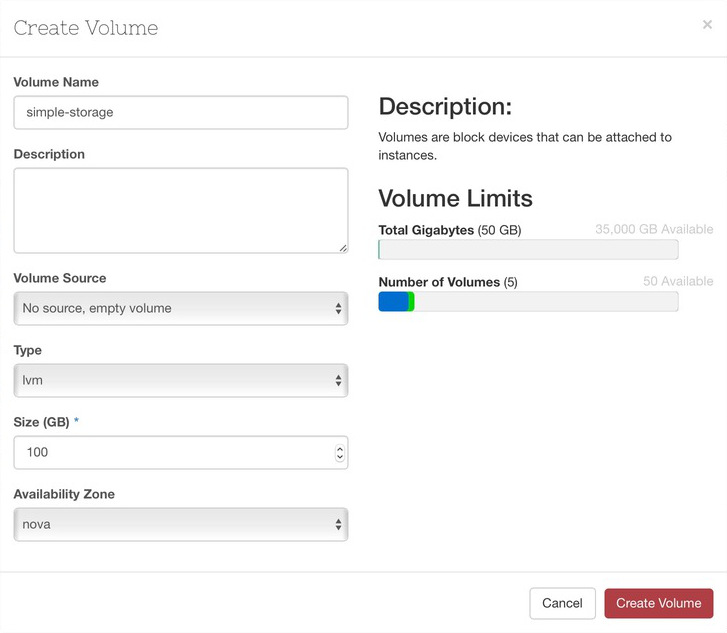 Create Volume
×
Volume Name
simple-storage
Description
Volume Source
No source, empty volume
Type
lvm
Size (GB) *
100
Availability Zone
nova
Description:
Volumes are block devices that can be attached to
instances.
Volume Limits
Total Gigabytes (50 GB) 35,000 GB Available
Number of Volumes (5) 50 Available
Cancel Create Volume